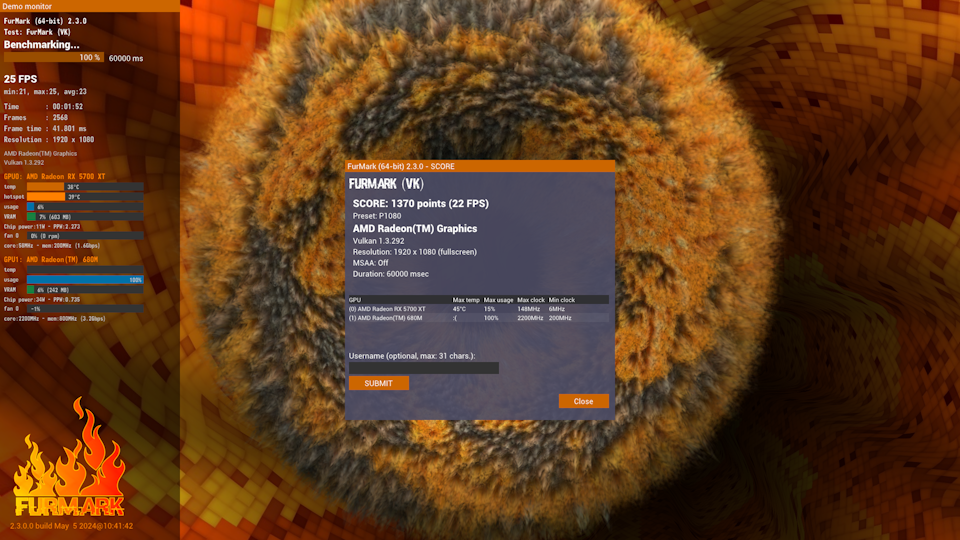 Demo monitor
FurMark (64-bit) 2.3.0
Test: FurMark (VK)
Benchmarking...
100 % 60000 ms
25 FPS
min:21, max:25, avg:23
Time : 00:01:52
Frames : 2568
Frame time : 41.801 ms
Resolution : 1920 x 1080
AMD Radeon(TM) Graphics
Vulkan 1.3.292
GPU0: AMD Radeon RX 5700 XT
temp 38°C
hotspot 39°C
usage 6%
VRAM 7% (603 MB)
Chip power:11W - PPW:2.273
fan 0 0% (0 rpm)
core:56MHz - mem:200MHz (1.6Gbps)
GPU1: AMD Radeon(TM) 680M
temp
usage 100%
VRAM 6% (242 MB)
Chip power:34W - PPW:0.735
fan 0 -1%
core:2200MHz - mem:800MHz (3.2Gbps)
FurMark (64-bit) 2.3.0 - SCORE
FURMARK (VK)
SCORE: 1370 points (22 FPS)
Preset: P1080
AMD Radeon(TM) Graphics
Vulkan 1.3.292
Resolution: 1920 x 1080 (fullscreen)
MSAA: Off
Duration: 60000 msec
GPU Max temp Max usage Max clock Min clock
(0) AMD Radeon RX 5700 XT 45°C 15% 148MHz 6MHz
(1) AMD Radeon(TM) 680M :( 100% 2200MHz 200MHz
Username (optional, max: 31 chars.):
SUBMIT
Close
FURMARK
2.3.0.0 build May 5 2024@10:41:42